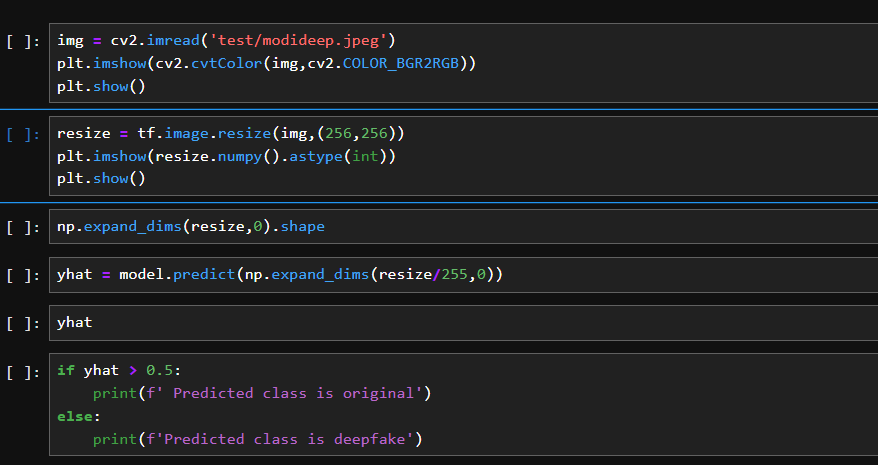 [ ]: img = cv2.imread('test/modideep.jpeg')
plt.imshow(cv2.cvtColor(img,cv2.COLOR_BGR2RGB))
plt.show()
[ ]: resize = tf.image.resize(img,(256,256))
plt.imshow(resize.numpy().astype(int))
plt.show()
[ ]: np.expand_dims(resize,0).shape
[ ]: yhat = model.predict(np.expand_dims(resize/255,0))
[ ]: yhat
[ ]: if yhat > 0.5:
    print(f' Predicted class is original')
else:
    print(f'Predicted class is deepfake')